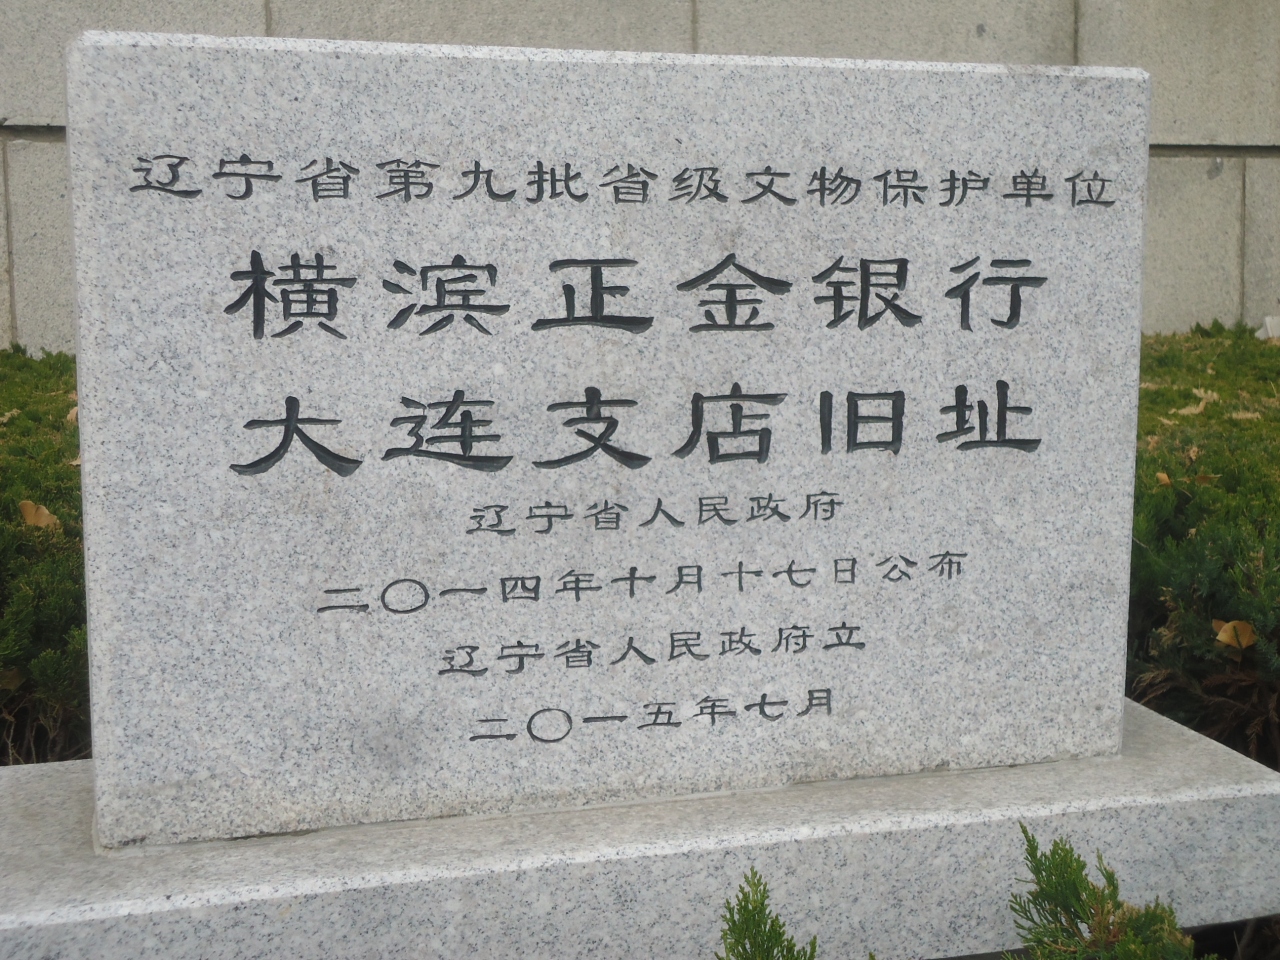 辽宁省第九批省级文物保护单位
横滨正金银行
大连支店旧址
辽宁省人民政府
二〇一四年十月十七日公布
辽宁省人民政府立
二〇一五年七月